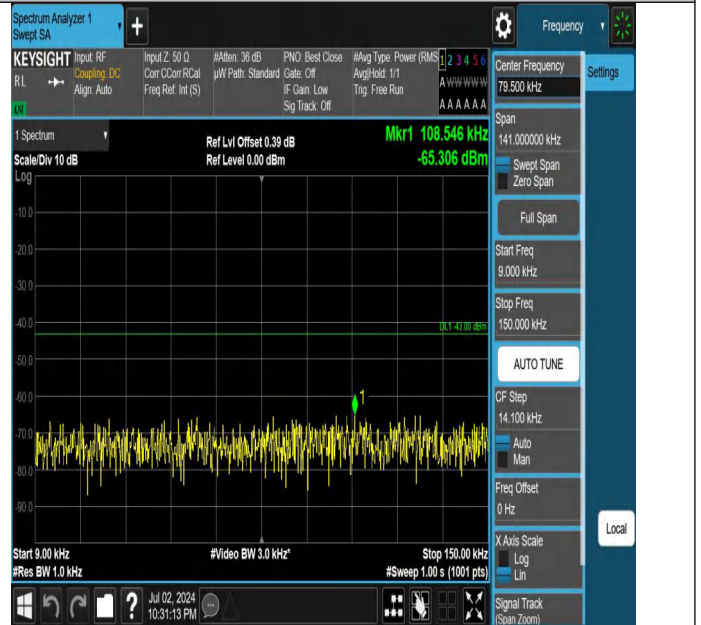 Spectrum Analyzer 1
Swept SA
+
Frequency
KEYSIGHT
RL
LXI
Input: RF
Coupling: DC
Align: Auto
Input Z: 50 Ω
Corr CCorr RCal
Freq Ref: Int (S)
#Atten: 36 dB
µW Path: Standard
PNO: Best Close
Gate: Off
IF Gain: Low
Sig Track: Off
#Avg Type: Power (RMS
Avg|Hold: 1/1
Trig: Free Run
1 2 3 4 5 6
A W W W W W
A A A A A A
1 Spectrum
Scale/Div 10 dB
Log
Ref Lvl Offset 0.39 dB
Ref Level 0.00 dBm
Mkr1 108.546 kHz
-65.306 dBm
-10.0
-20.0
-30.0
-40.0
DL1 -43.00 dBm
-50.0
-60.0
1
-70.0
-80.0
-90.0
Start 9.00 kHz
#Res BW 1.0 kHz
#Video BW 3.0 kHz*
Stop 150.00 kHz
#Sweep 1.00 s (1001 pts)
Jul 02, 2024
10:31:13 PM
Center Frequency
79.500 kHz
Settings
Span
141.000000 kHz
Swept Span
Zero Span
Full Span
Start Freq
9.000 kHz
Stop Freq
150.000 kHz
AUTO TUNE
CF Step
14.100 kHz
Auto
Man
Freq Offset
0 Hz
Local
X Axis Scale
Log
Lin
Signal Track
(Span Zoom)